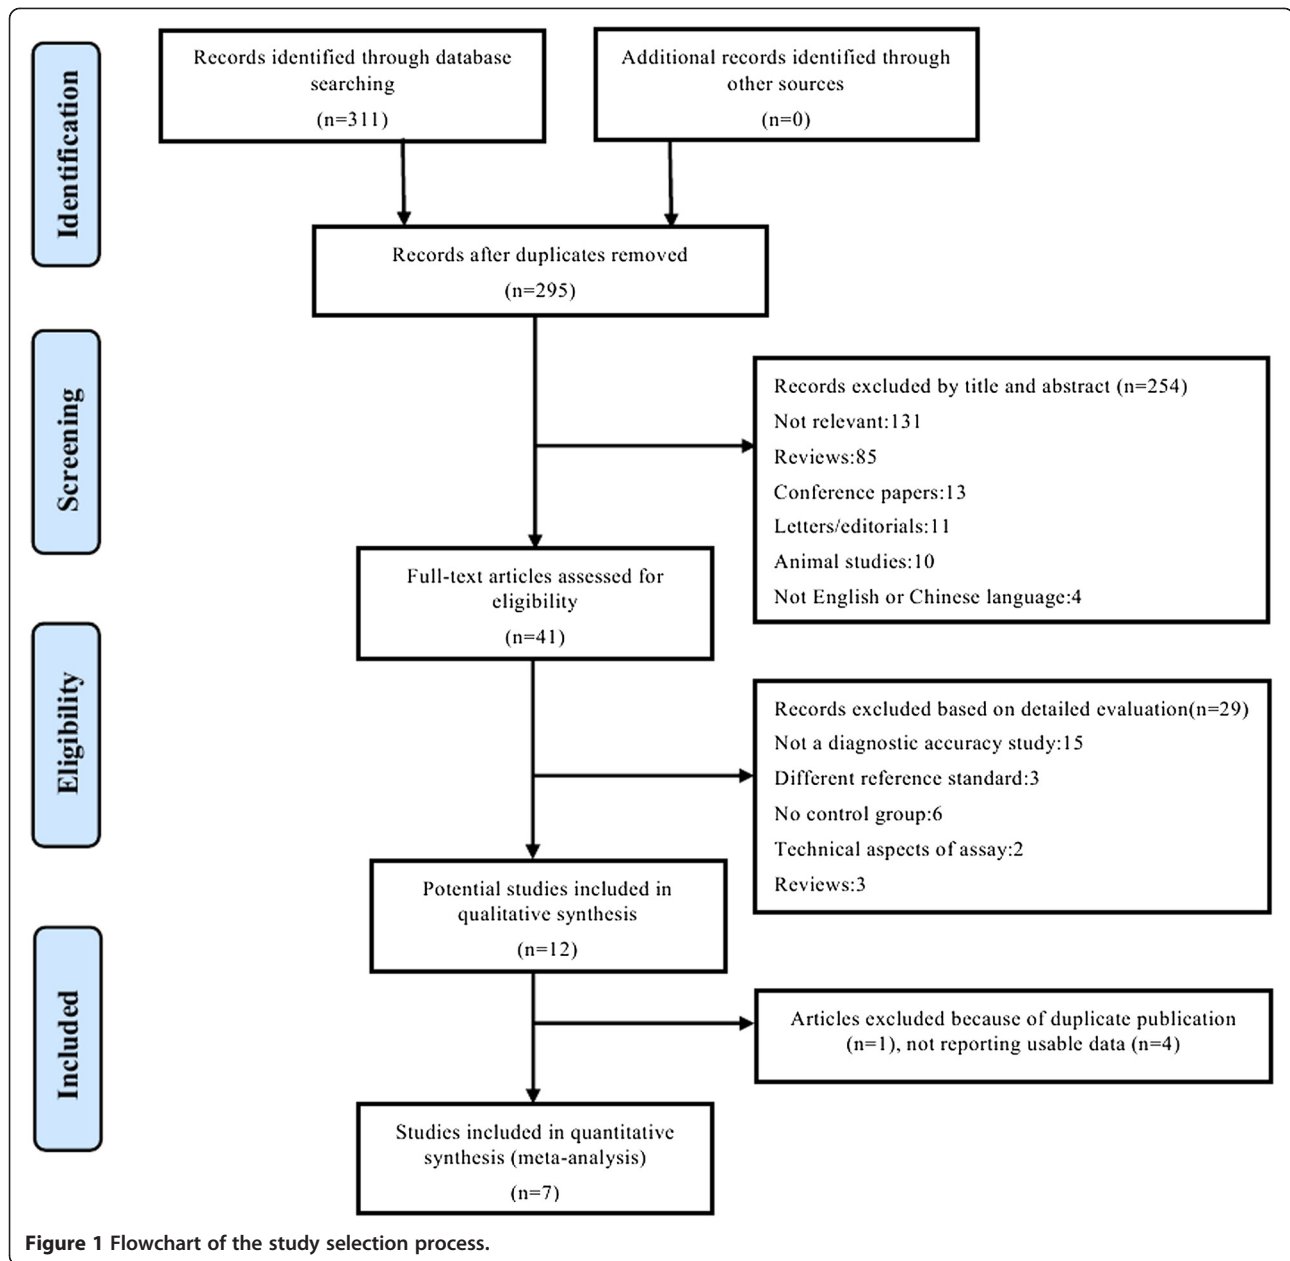 Identification
Records identified through database
searching
(n=311)
Additional records identified through
other sources
(n=0)
Records after duplicates removed
(n=295)
Screening
Records excluded by title and abstract (n=254)
Not relevant:131
Reviews:85
Conference papers:13
Letters/editorials:11
Animal studies:10
Not English or Chinese language:4
Full-text articles assessed for
eligibility
(n=41)
Eligibility
Records excluded based on detailed evaluation(n=29)
Not a diagnostic accuracy study:15
Different reference standard:3
No control group:6
Technical aspects of assay:2
Reviews:3
Potential studies included in
qualitative synthesis
(n=12)
Included
Articles excluded because of duplicate publication
(n=1), not reporting usable data (n=4)
Studies included in quantitative
synthesis (meta-analysis)
(n=7)
Figure 1 Flowchart of the study selection process.